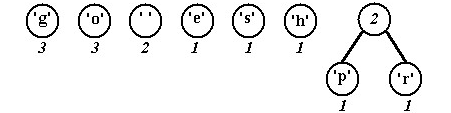 'g' 'o' ' ' 'e' 's' 'h' 2
3 3 2 1 1 1
'p' 'r'
1 1